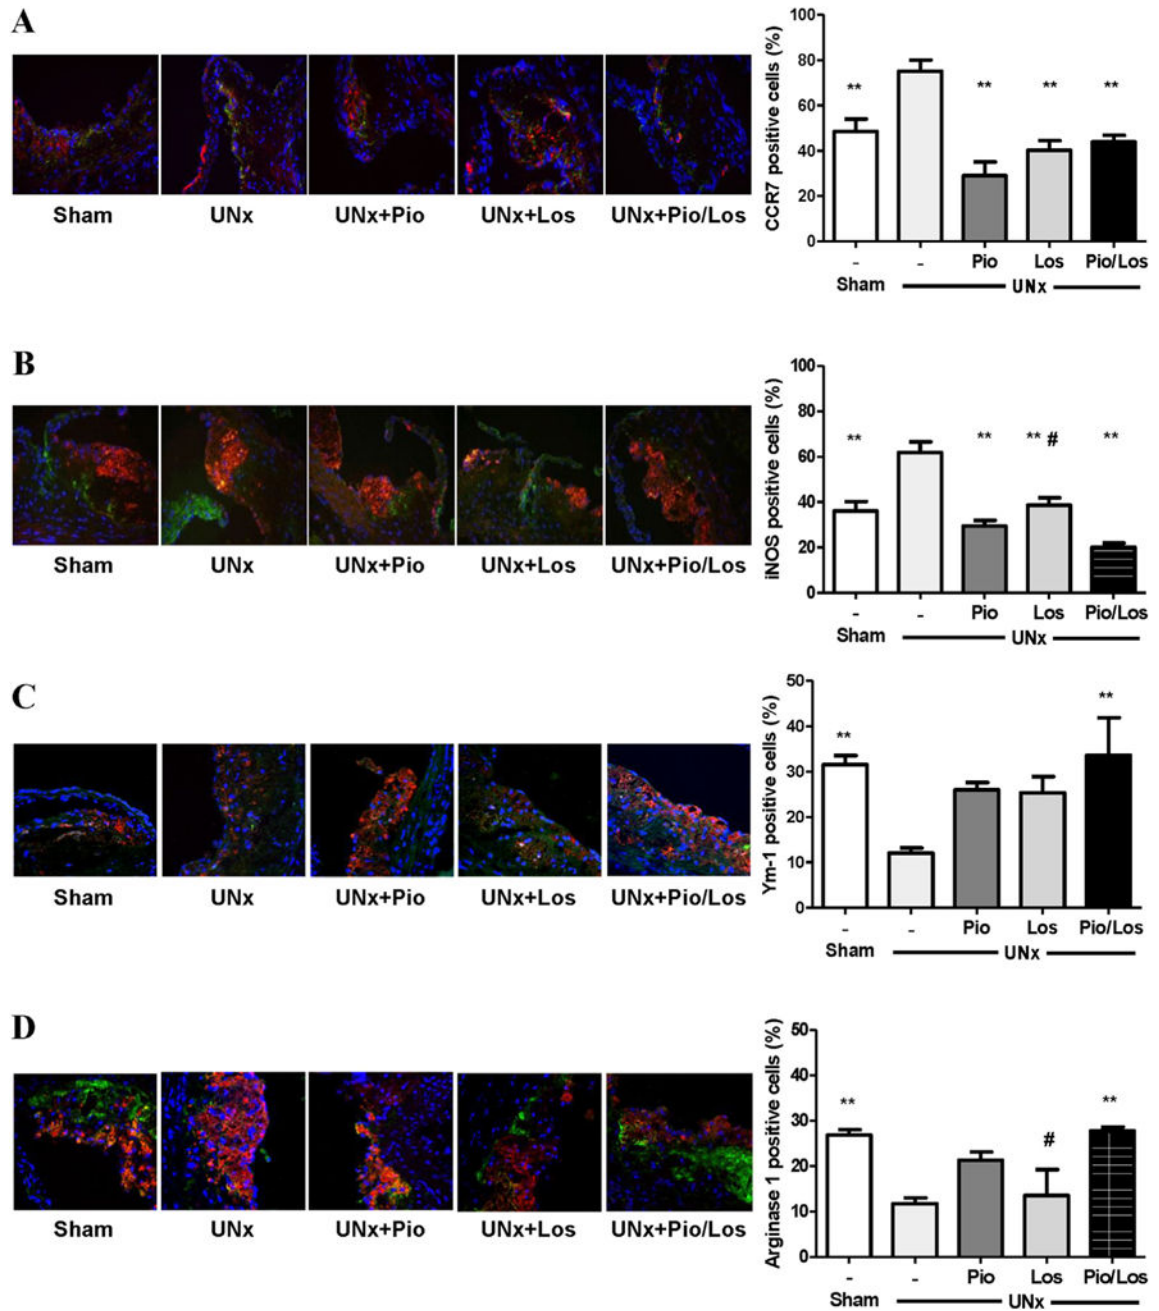 A
Sham UNx UNx+Pio UNx+Los UNx+Pio/Los
CCR7 positive cells (%)
80
60
40
20
0
** ** ** **
- - Pio Los Pio/Los
Sham UNx
B
Sham UNx UNx+Pio UNx+Los UNx+Pio/Los
iNOS positive cells (%)
100
80
60
40
20
0
** ** ** # **
- - Pio Los Pio/Los
Sham UNx
C
Sham UNx UNx+Pio UNx+Los UNx+Pio/Los
Ym-1 positive cells (%)
50
40
30
20
10
0
** **
- - Pio Los Pio/Los
Sham UNx
D
Sham UNx UNx+Pio UNx+Los UNx+Pio/Los
Arginase 1 positive cells (%)
50
40
30
20
10
0
** # **
- - Pio Los Pio/Los
Sham UNx